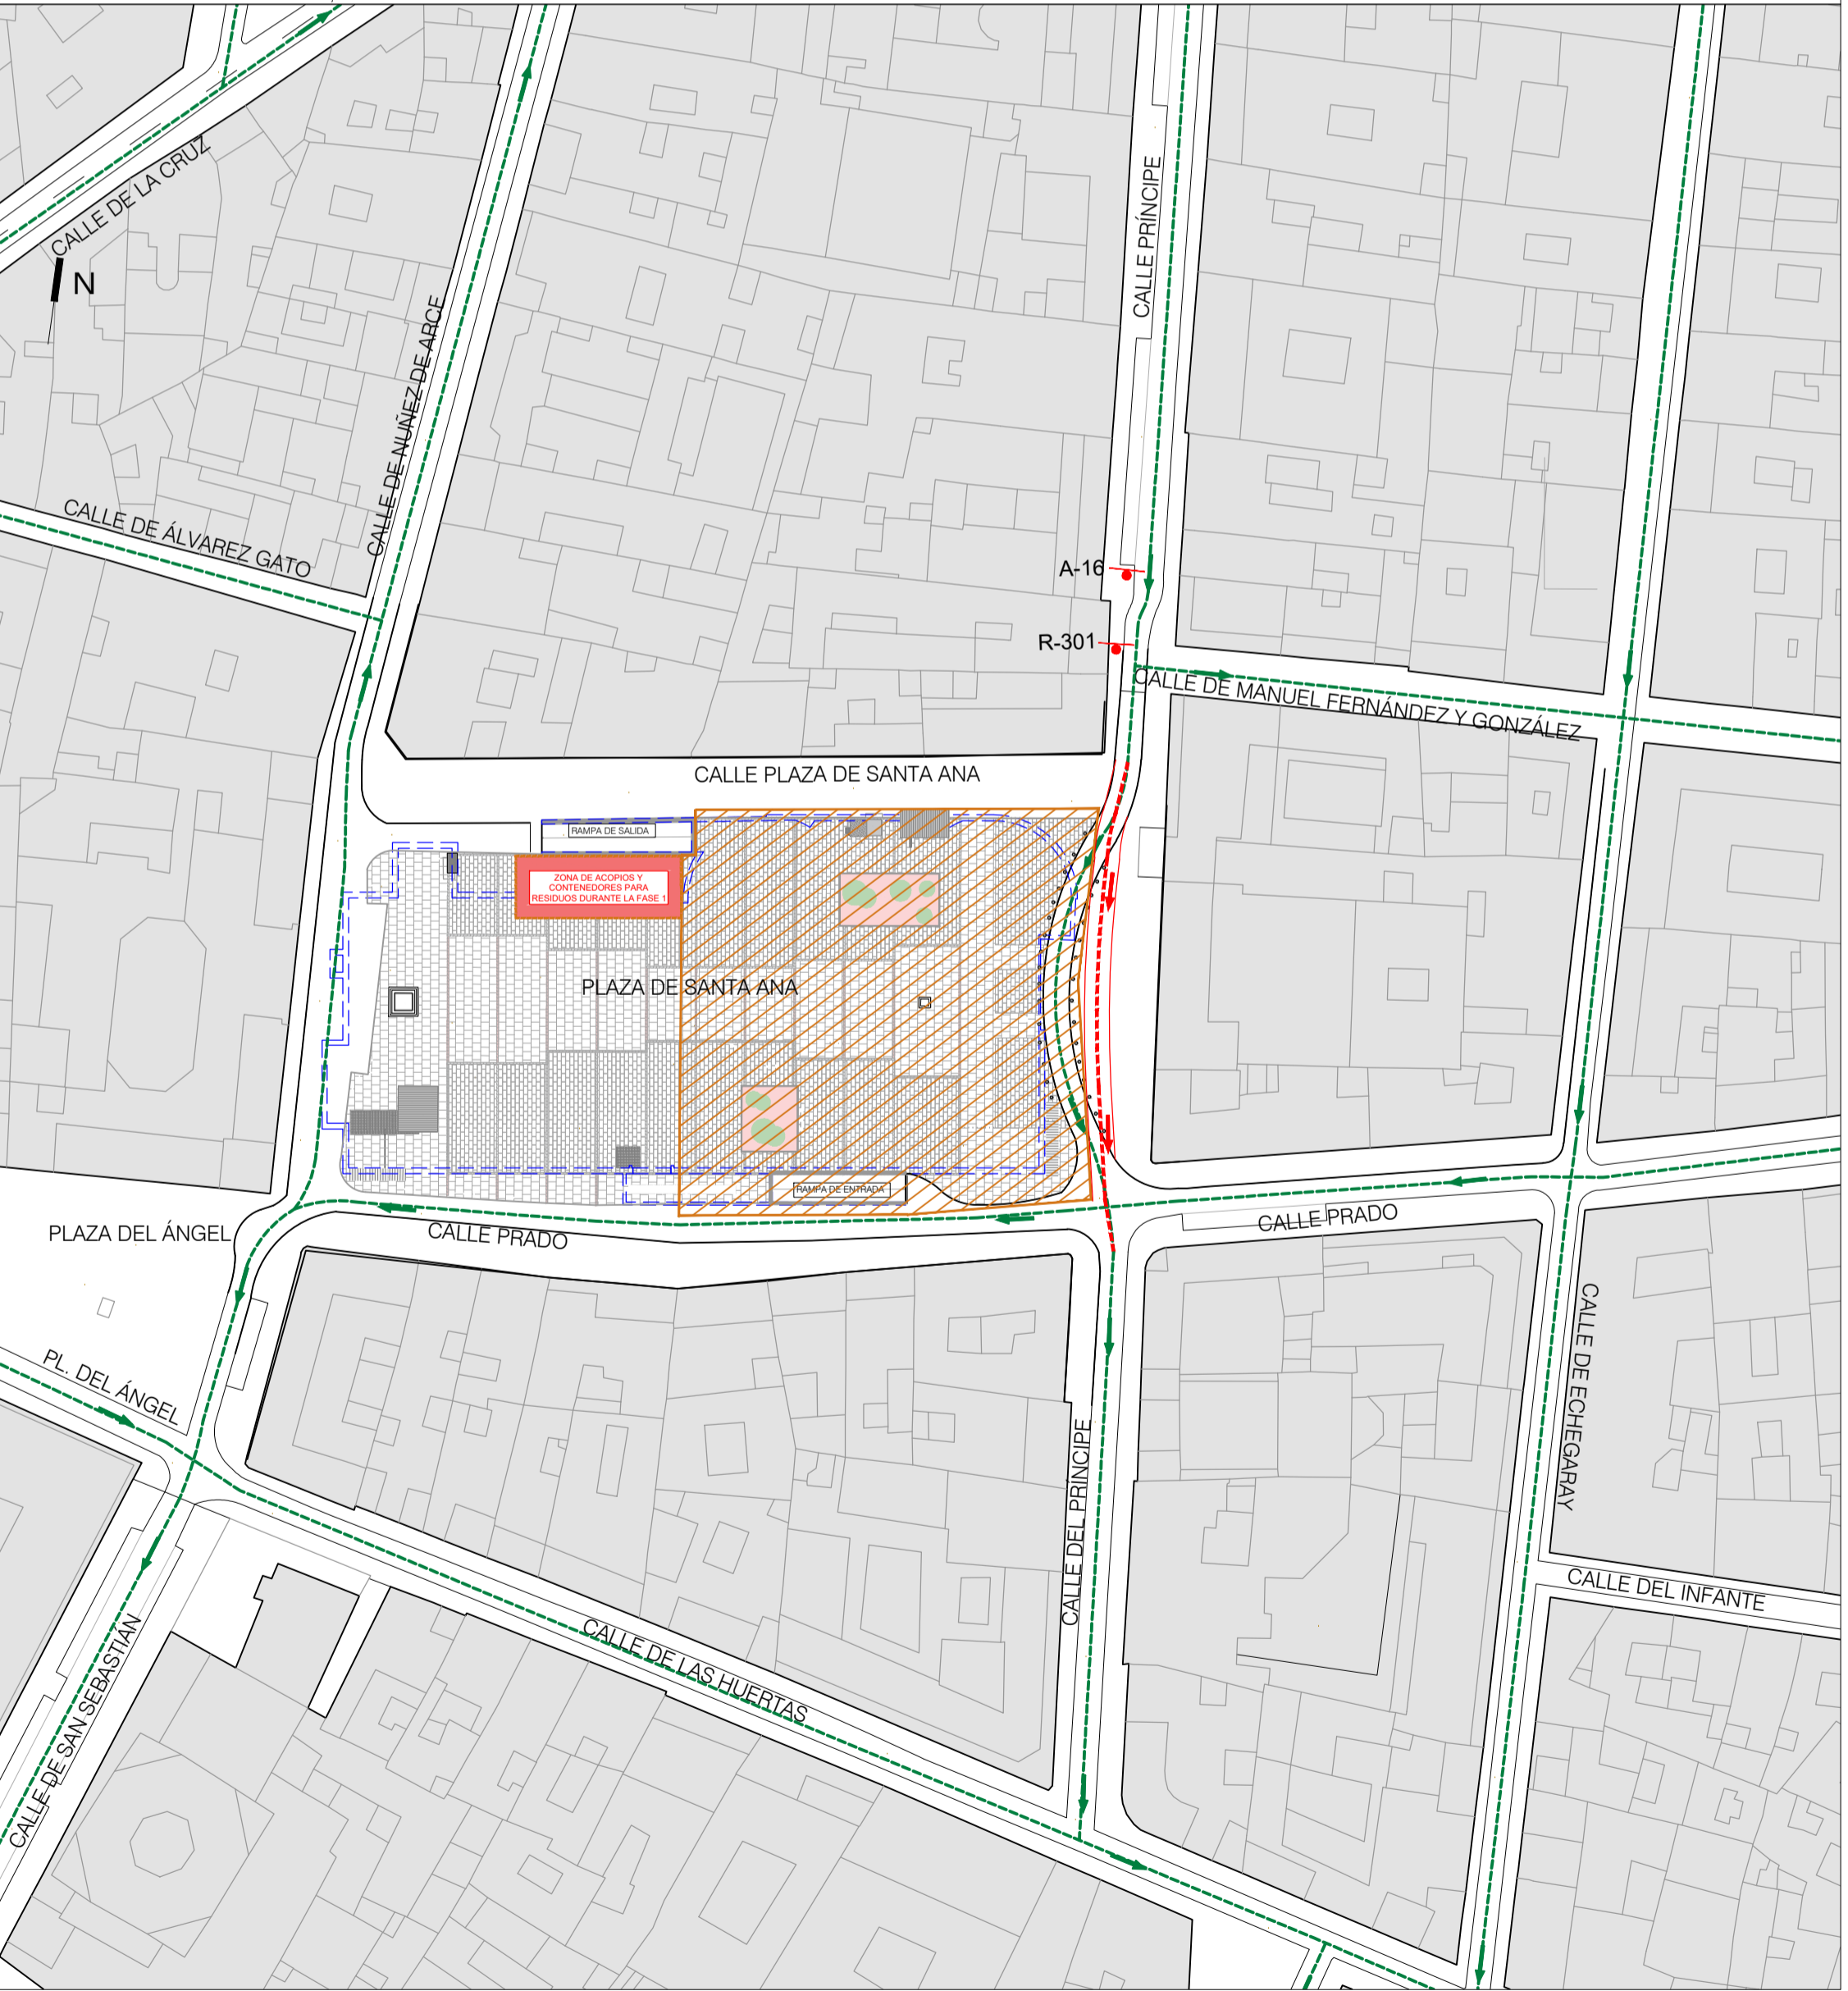 CALLE DE LA CRUZ
N
CALLE PRÍNCIPE
CALLE DE NUÑEZ DE ARCE
CALLE DE ÁLVAREZ GATO
A-16
R-301
CALLE DE MANUEL FERNÁNDEZ Y GONZÁLEZ
CALLE PLAZA DE SANTA ANA
RAMPA DE SALIDA
ZONA DE ACOPIOS Y
CONTENEDORES PARA
RESIDUOS DURANTE LA FASE 1
PLAZA DE SANTA ANA
RAMPA DE ENTRADA
PLAZA DEL ÁNGEL
CALLE PRADO
CALLE PRADO
PL. DEL ÁNGEL
CALLE DE ECHEGARAY
CALLE DEL PRÍNCIPE
CALLE DEL INFANTE
CALLE DE LAS HUERTAS
CALLE DE SAN SEBASTIÁN